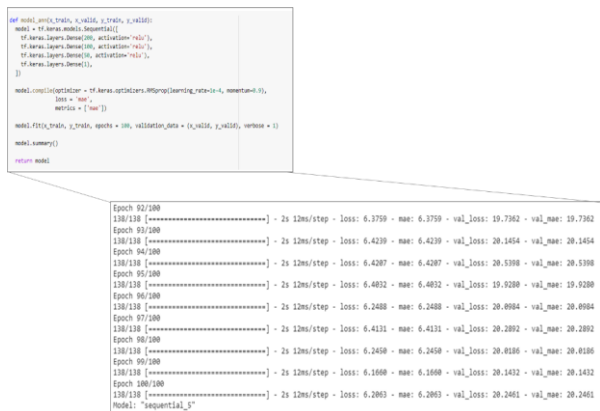 def model_ann(x_train, x_valid, y_train, y_valid):
model = tf.keras.models.Sequential([
tf.keras.layers.Dense(200, activation='relu'),
tf.keras.layers.Dense(100, activation='relu'),
tf.keras.layers.Dense(50, activation='relu'),
tf.keras.layers.Dense(1),
])
model.compile(optimizer = tf.keras.optimizers.RMSprop(learning_rate=1e-4, momentum=0.9),
loss = 'mae',
metrics = ['mae'])
model.fit(x_train, y_train, epochs = 100, validation_data = (x_valid, y_valid), verbose = 1)
model.summary()
return model
Epoch 92/100
138/138 [==============================] - 2s 12ms/step - loss: 6.3759 - mae: 6.3759 - val_loss: 19.7362 - val_mae: 19.7362
Epoch 93/100
138/138 [==============================] - 2s 12ms/step - loss: 6.4239 - mae: 6.4239 - val_loss: 20.1454 - val_mae: 20.1454
Epoch 94/100
138/138 [==============================] - 2s 12ms/step - loss: 6.4207 - mae: 6.4207 - val_loss: 20.5398 - val_mae: 20.5398
Epoch 95/100
138/138 [==============================] - 2s 12ms/step - loss: 6.4032 - mae: 6.4032 - val_loss: 19.9280 - val_mae: 19.9280
Epoch 96/100
138/138 [==============================] - 2s 12ms/step - loss: 6.2488 - mae: 6.2488 - val_loss: 20.0984 - val_mae: 20.0984
Epoch 97/100
138/138 [==============================] - 2s 12ms/step - loss: 6.4131 - mae: 6.4131 - val_loss: 20.2892 - val_mae: 20.2892
Epoch 98/100
138/138 [==============================] - 2s 12ms/step - loss: 6.2450 - mae: 6.2450 - val_loss: 20.0186 - val_mae: 20.0186
Epoch 99/100
138/138 [==============================] - 2s 12ms/step - loss: 6.1660 - mae: 6.1660 - val_loss: 20.1432 - val_mae: 20.1432
Epoch 100/100
138/138 [==============================] - 2s 12ms/step - loss: 6.2063 - mae: 6.2063 - val_loss: 20.2461 - val_mae: 20.2461
Model: "sequential_5"